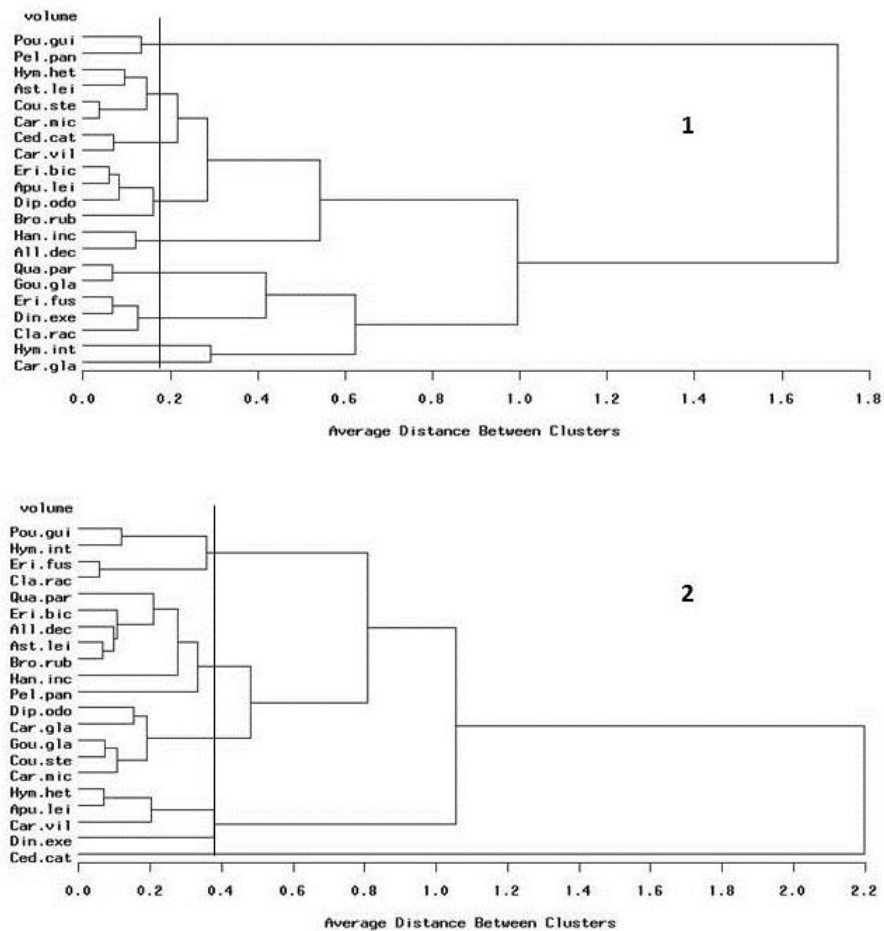 volume
Pou.gui
Pel.pan
Hym.het
Ast.lei
Cou.ste
Car.mic
Ced.cat
Car.vil
Eri.bic
Apu.lei
Dip.odo
Bro.rub
Han.inc
All.dec
Qua.par
Gou.gla
Eri.fus
Din.exe
Cla.rac
Hym.int
Car.gla
1
0.0 0.2 0.4 0.6 0.8 1.0 1.2 1.4 1.6 1.8
Average Distance Between Clusters
volume
Pou.gui
Hym.int
Eri.fus
Cla.rac
Qua.par
Eri.bic
All.dec
Ast.lei
Bro.rub
Han.inc
Pel.pan
Dip.odo
Car.gla
Gou.gla
Cou.ste
Car.mic
Hym.het
Apu.lei
Car.vil
Din.exe
Ced.cat
2
0.0 0.2 0.4 0.6 0.8 1.0 1.2 1.4 1.6 1.8 2.0 2.2
Average Distance Between Clusters